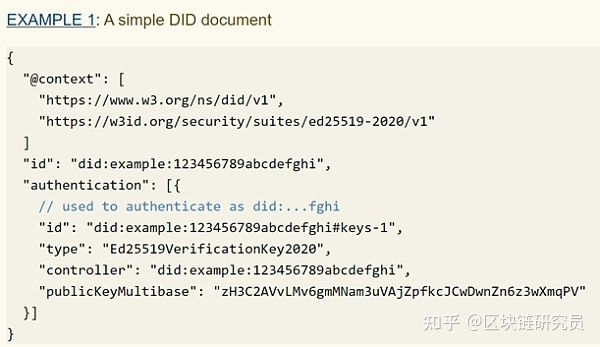 EXAMPLE 1: A simple DID document
{
  "@context": [
    "https://www.w3.org/ns/did/v1",
    "https://w3id.org/security/suites/ed25519-2020/v1"
  ]
  "id": "did:example:123456789abcdefghi",
  "authentication": [{
    // used to authenticate as did:...fghi
    "id": "did:example:123456789abcdefghi#keys-1",
    "type": "Ed25519VerificationKey2020",
    "controller": "did:example:123456789abcdefghi",
    "publicKeyMultibase": "zH3C2AVvLMv6gmMNam3uVAjZpfkcJCwDwnZn6z3wXmqPV"
  }]
}
知乎 @区块链研究员